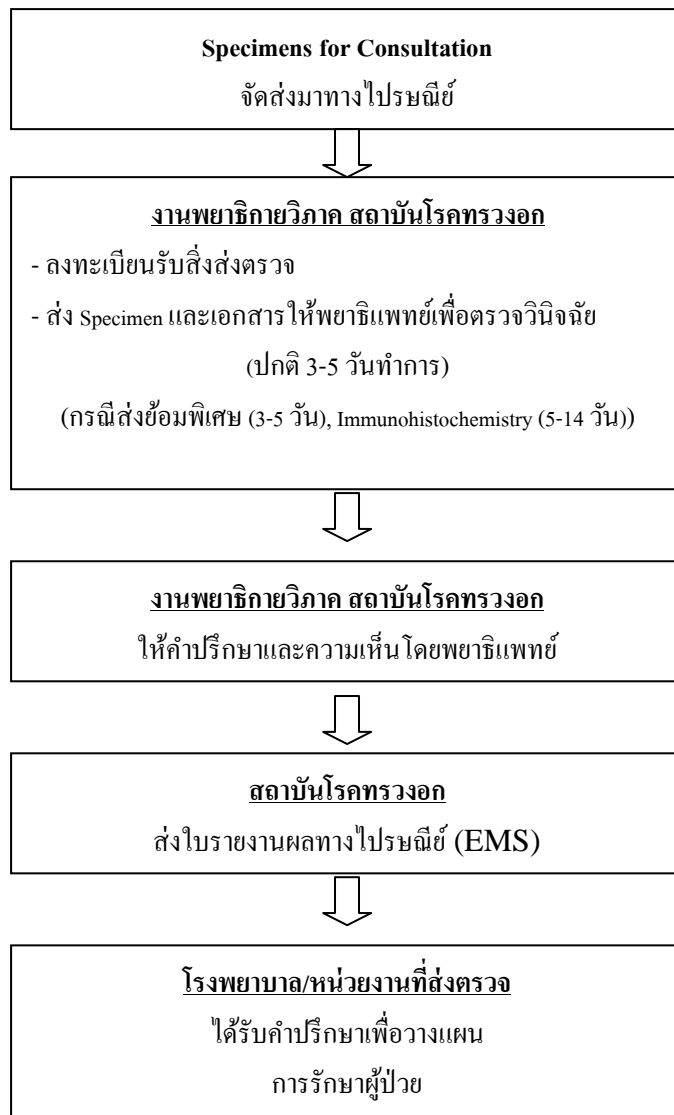 Specimens for Consultation
จัดส่งมาทางไปรษณีย์
งานพยาธิกายวิภาค สถาบันโรคทรวงอก
- ลงทะเบียนรับสิ่งส่งตรวจ
- ส่ง Specimen และเอกสารให้พยาธิแพทย์เพื่อตรวจวินิจฉัย
(ปกติ 3-5 วันทำการ)
(กรณีส่งย้อมพิเศษ (3-5 วัน), Immunohistochemistry (5-14 วัน))
งานพยาธิกายวิภาค สถาบันโรคทรวงอก
ให้คำปรึกษาและความเห็นโดยพยาธิแพทย์
สถาบันโรคทรวงอก
ส่งใบรายงานผลทางไปรษณีย์ (EMS)
โรงพยาบาล/หน่วยงานที่ส่งตรวจ
ได้รับคำปรึกษาเพื่อวางแผน
การรักษาผู้ป่วย